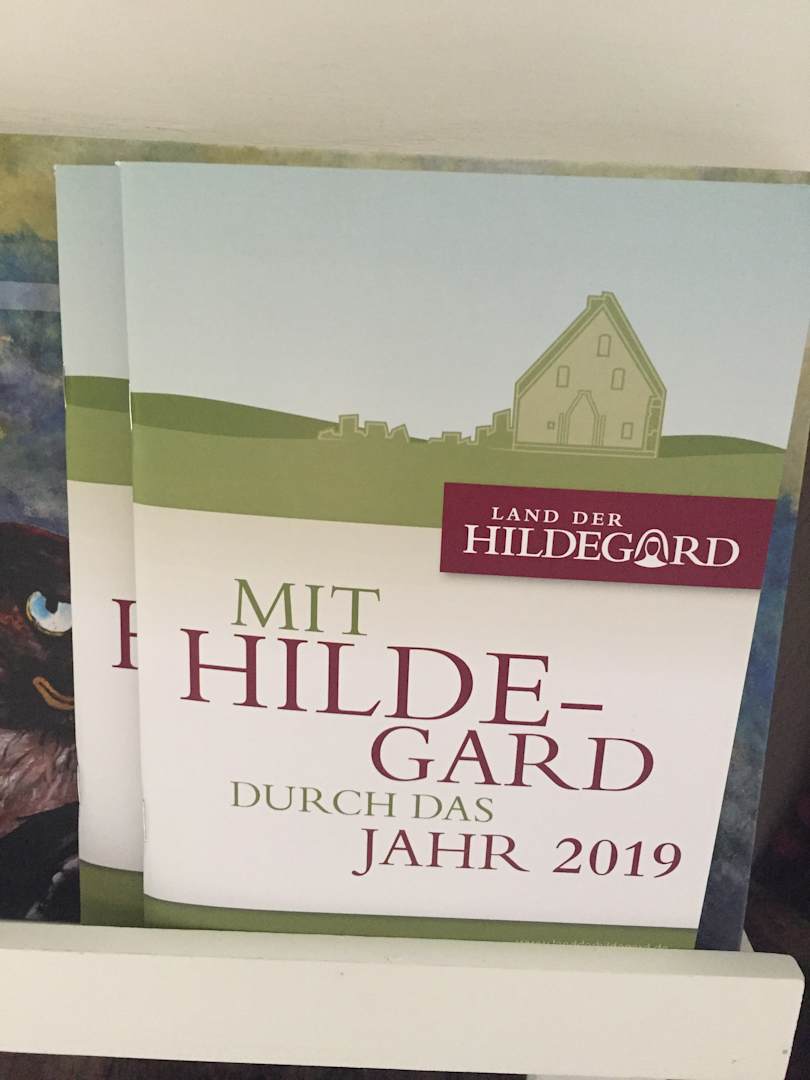 LAND DER
HILDEGARD
MIT
HILDE-
GARD
DURCH DAS
JAHR 2019